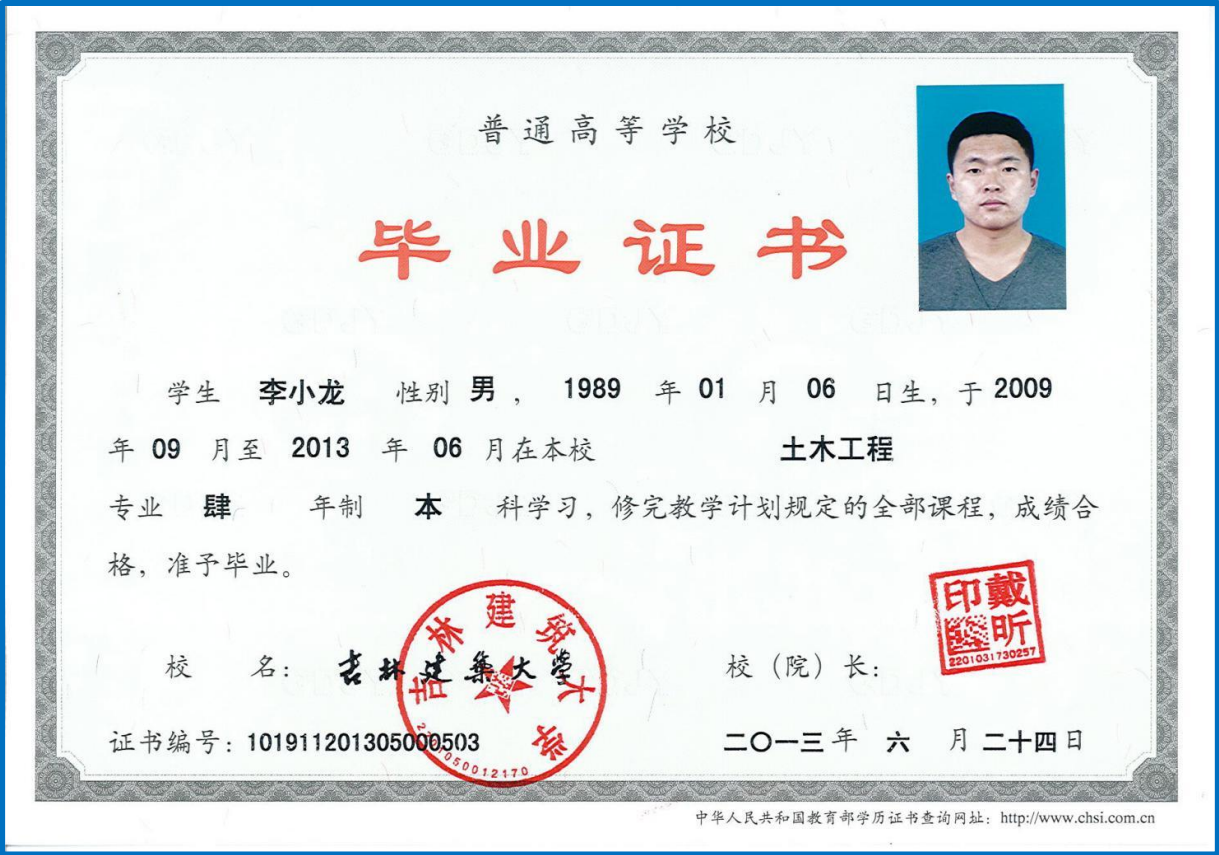 普通高等学校
毕业证书
学生 李小龙 性别 男 ， 1989 年 01 月 06 日生，于 2009
年 09 月至 2013 年 06 月在本校 土木工程
专业 肆 年制 本 科学习，修完教学计划规定的全部课程，成绩合
格，准予毕业。
校 名： 吉林建筑大学
吉林建筑大学
校（院）长：
戴昕印
2201031730257
证书编号：101911201305000503
二〇一三 年 六 月 二十四 日
中华人民共和国教育部学历证书查询网址：http://www.chsi.com.cn